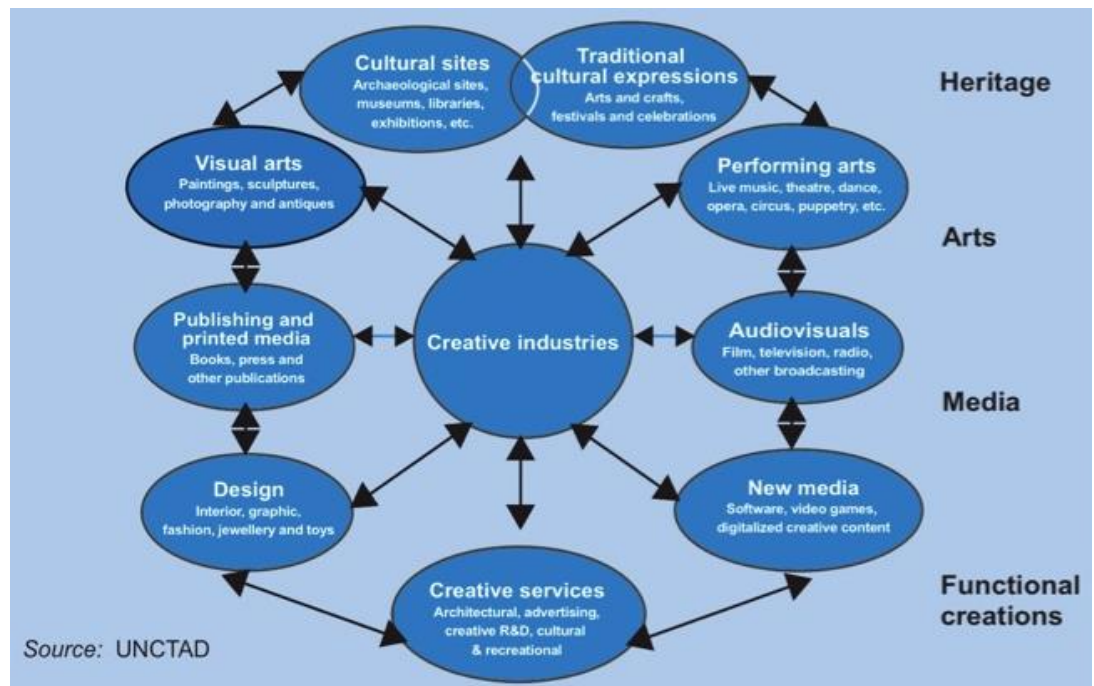 Cultural sites
Archaeological sites,
museums, libraries,
exhibitions, etc.
Traditional
cultural expressions
Arts and crafts,
festivals and celebrations
Heritage
Visual arts
Paintings, sculptures,
photography and antiques
Performing arts
Live music, theatre, dance,
opera, circus, puppetry, etc.
Arts
Publishing and
printed media
Books, press and
other publications
Creative industries
Audiovisuals
Film, television, radio,
other broadcasting
Media
Design
Interior, graphic,
fashion, jewellery and toys
New media
Software, video games,
digitalized creative content
Creative services
Architectural, advertising,
creative R&D, cultural
& recreational
Functional
creations
Source: UNCTAD